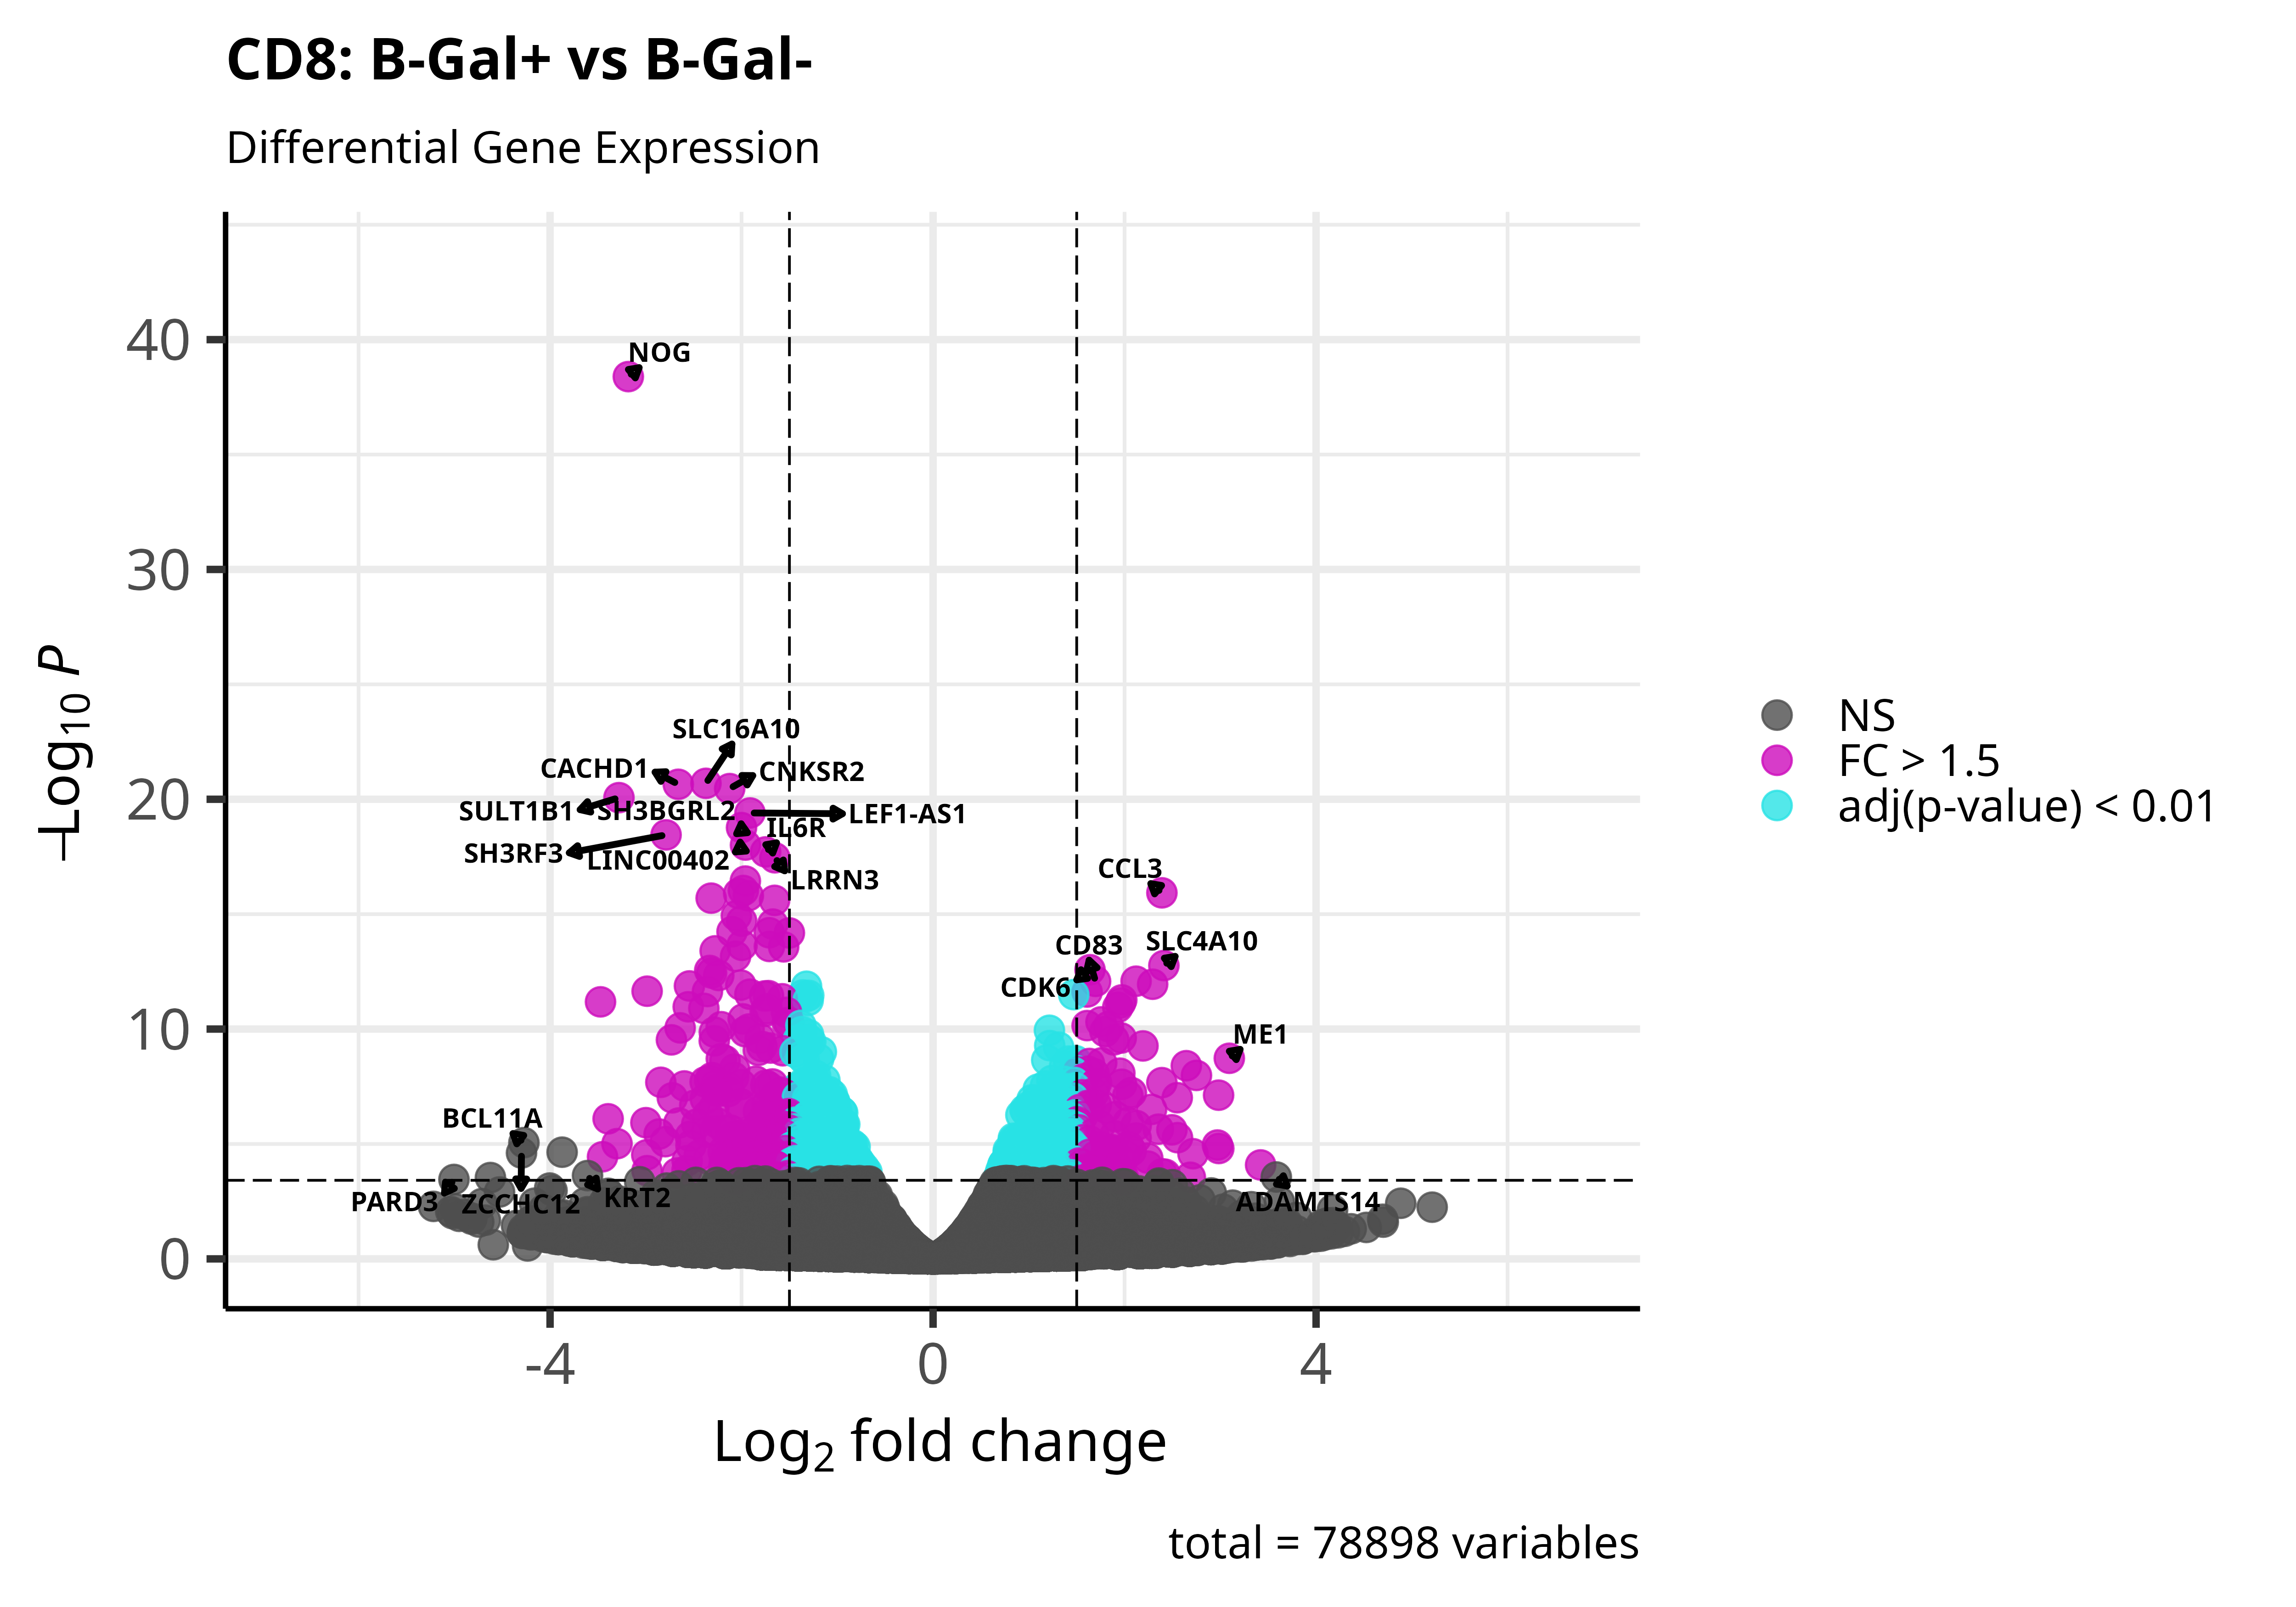 CD8: B-Gal+ vs B-Gal-
Differential Gene Expression
–Log10 P
40
30
20
10
0
NOG
SLC16A10
CACHD1
CNKSR2
SULT1B1
SH3BGRL2
LEF1-AS1
IL6R
SH3RF3
LINC00402
LRRN3
CCL3
CD83
SLC4A10
CDK6
ME1
BCL11A
PARD3
ZCCHC12
KRT2
ADAMTS14
-4
0
4
Log2 fold change
NS
FC > 1.5
adj(p-value) < 0.01
total = 78898 variables